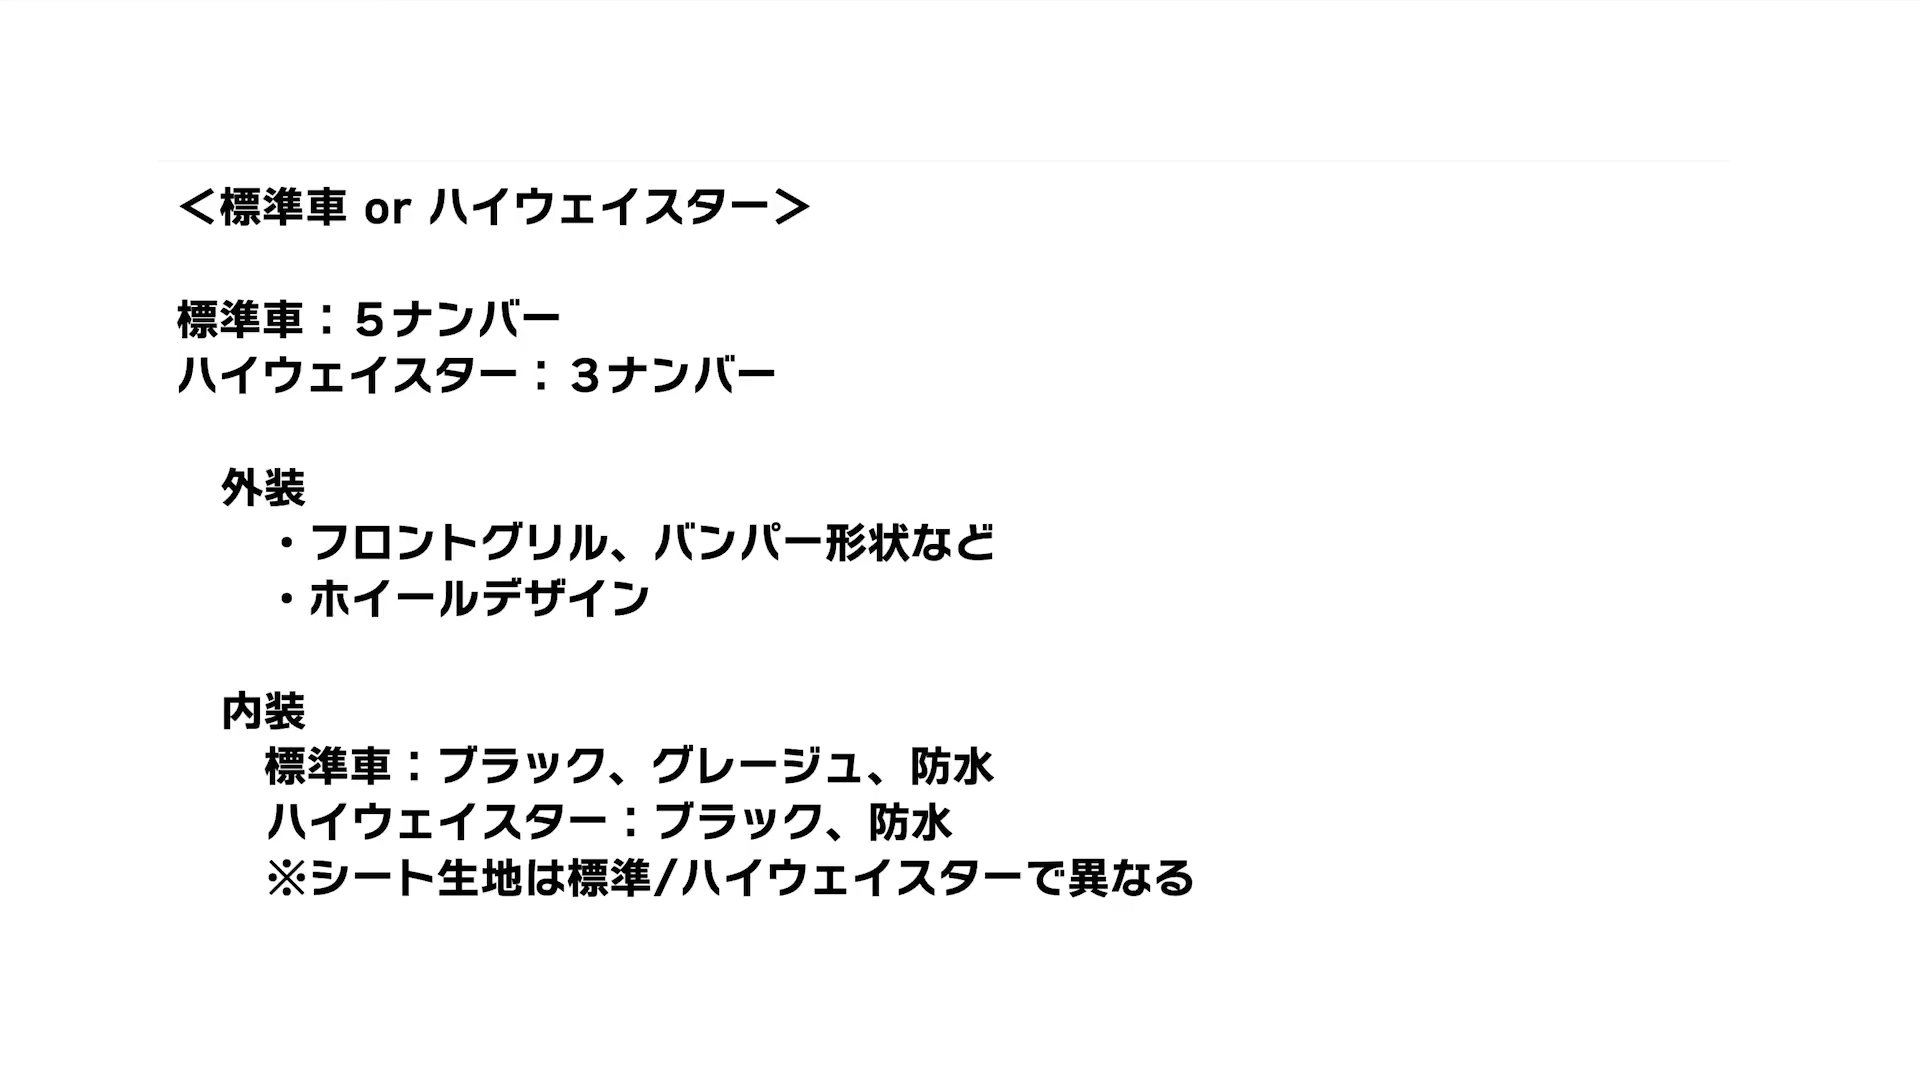 ＜標準車 or ハイウェイスター＞
標準車：５ナンバー
ハイウェイスター：３ナンバー
外装
・フロントグリル、バンパー形状など
・ホイールデザイン
内装
標準車：ブラック、グレージュ、防水
ハイウェイスター：ブラック、防水
※シート生地は標準/ハイウェイスターで異なる